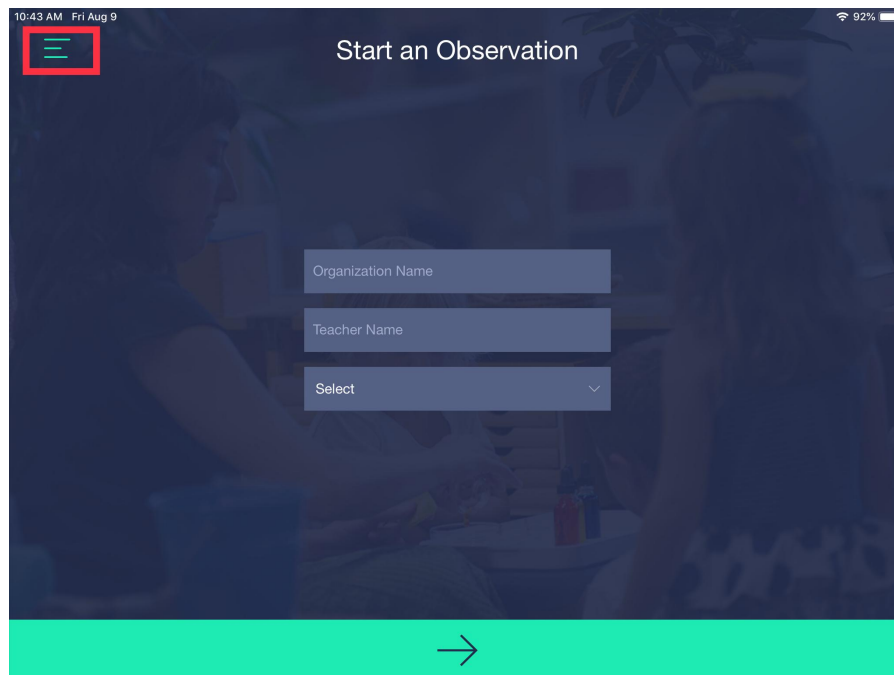 10:43 AM Fri Aug 9
92%
Start an Observation
Organization Name
Teacher Name
Select